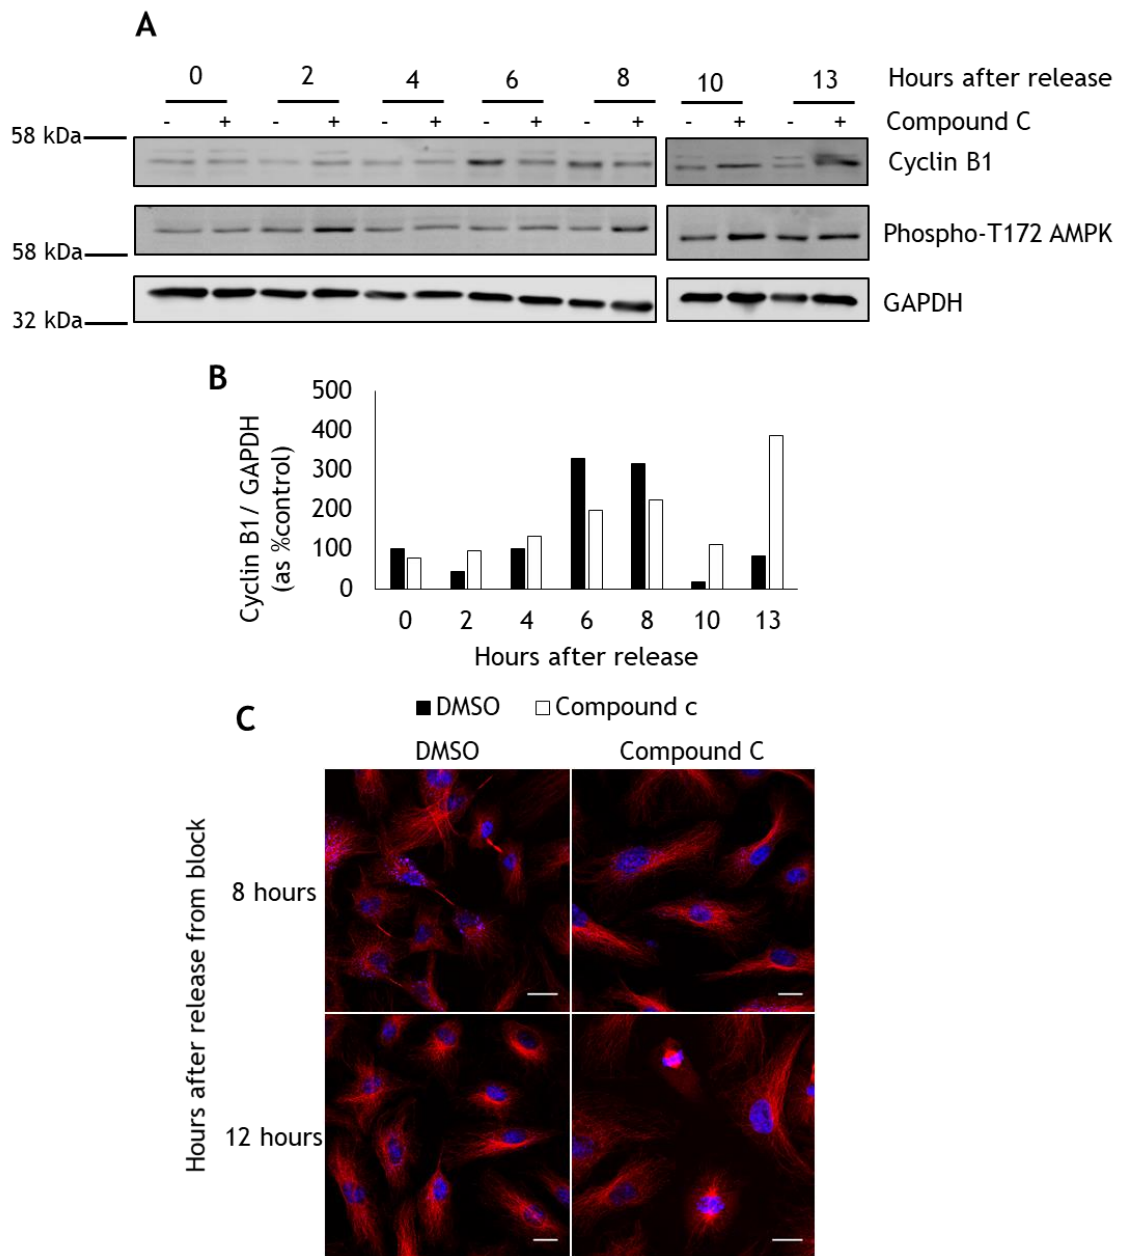 A
0 2 4 6 8 10 13 Hours after release
- + - + - + - + - + - + - + Compound C
58 kDa
Cyclin B1
Phospho-T172 AMPK
58 kDa
GAPDH
32 kDa
B
Cyclin B1/ GAPDH
(as %control)
500
400
300
200
100
0
0 2 4 6 8 10 13
Hours after release
DMSO Compound c
C
DMSO Compound C
Hours after release from block
8 hours
12 hours